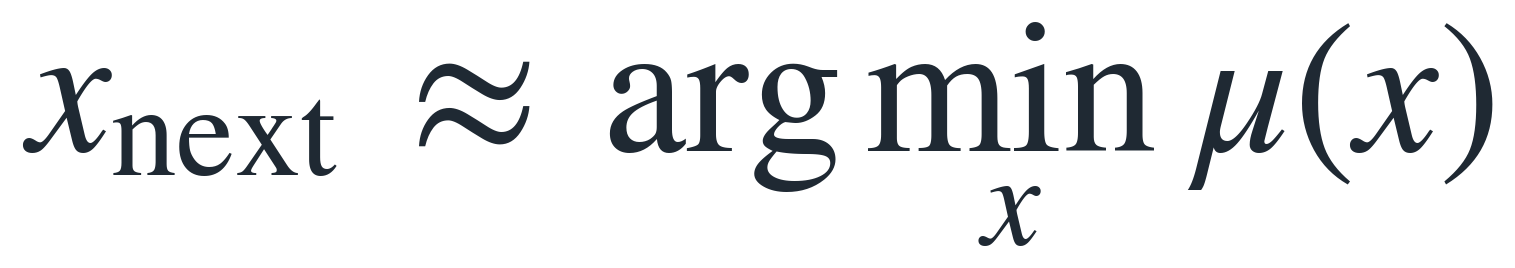 x_next ≈ arg min_x μ(x)